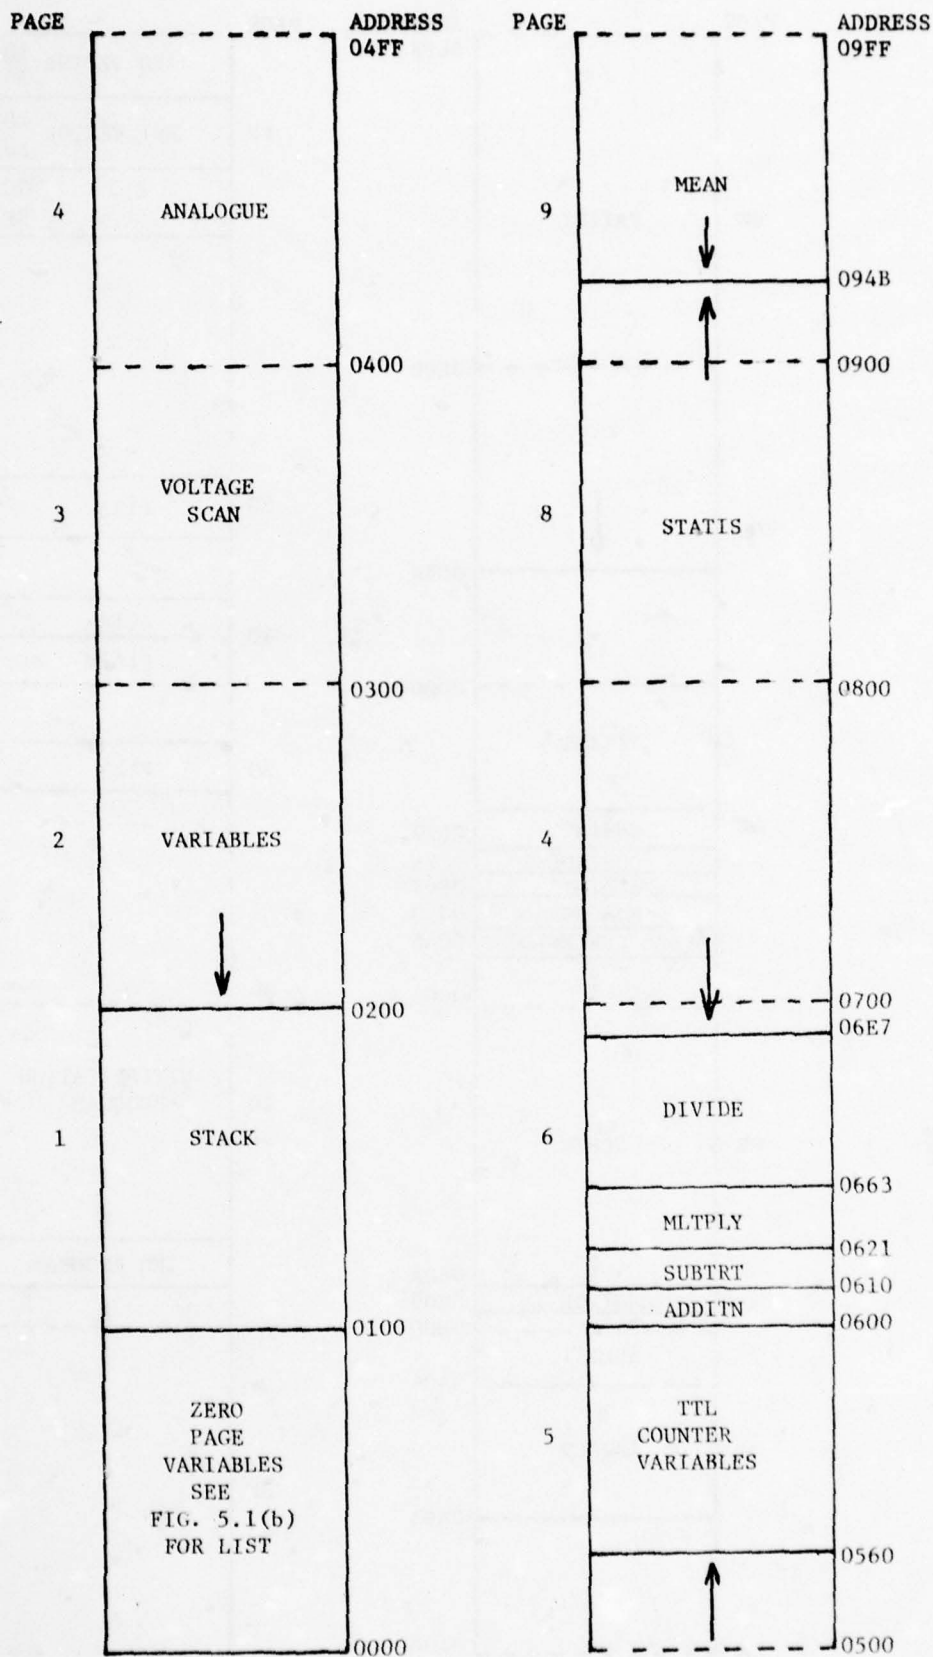 PAGE
ADDRESS
04FF
4
ANALOGUE
0400
3
VOLTAGE
SCAN
0300
2
VARIABLES
0200
1
STACK
0100
ZERO
PAGE
VARIABLES
SEE
FIG. 5.1(b)
FOR LIST
0000
PAGE
ADDRESS
09FF
9
MEAN
094B
0900
8
STATIS
0800
4
0700
06E7
DIVIDE
6
0663
MLTPLY
0621
SUBTRT
0610
ADDITN
0600
5
TTL
COUNTER
VARIABLES
0560
0500